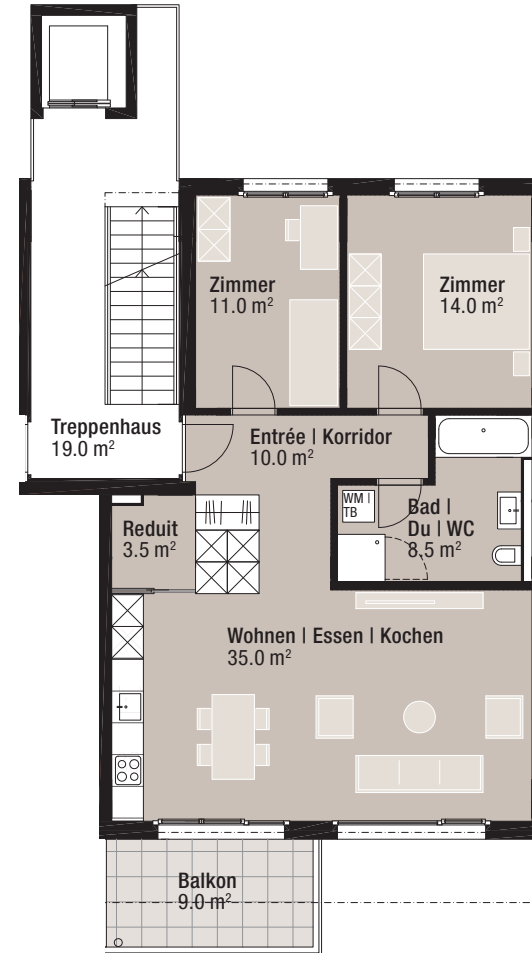 Zimmer
11.0 m²
Zimmer
14.0 m²
Treppenhaus
19.0 m²
Entrée | Korridor
10.0 m²
WM |
TB
Bad |
Du | WC
8.5 m²
Reduit
3.5 m²
Wohnen | Essen | Kochen
35.0 m²
Balkon
9.0 m²